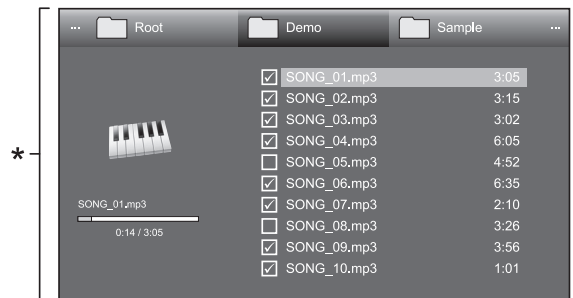 *
... Root Demo Sample ...
SONG_01.mp3 3:05
SONG_02.mp3 3:15
SONG_03.mp3 3:02
SONG_04.mp3 6:05
SONG_05.mp3 4:52
SONG_06.mp3 6:35
SONG_07.mp3 2:10
SONG_08.mp3 3:26
SONG_09.mp3 3:56
SONG_10.mp3 1:01
SONG_01.mp3
0:14 / 3:05